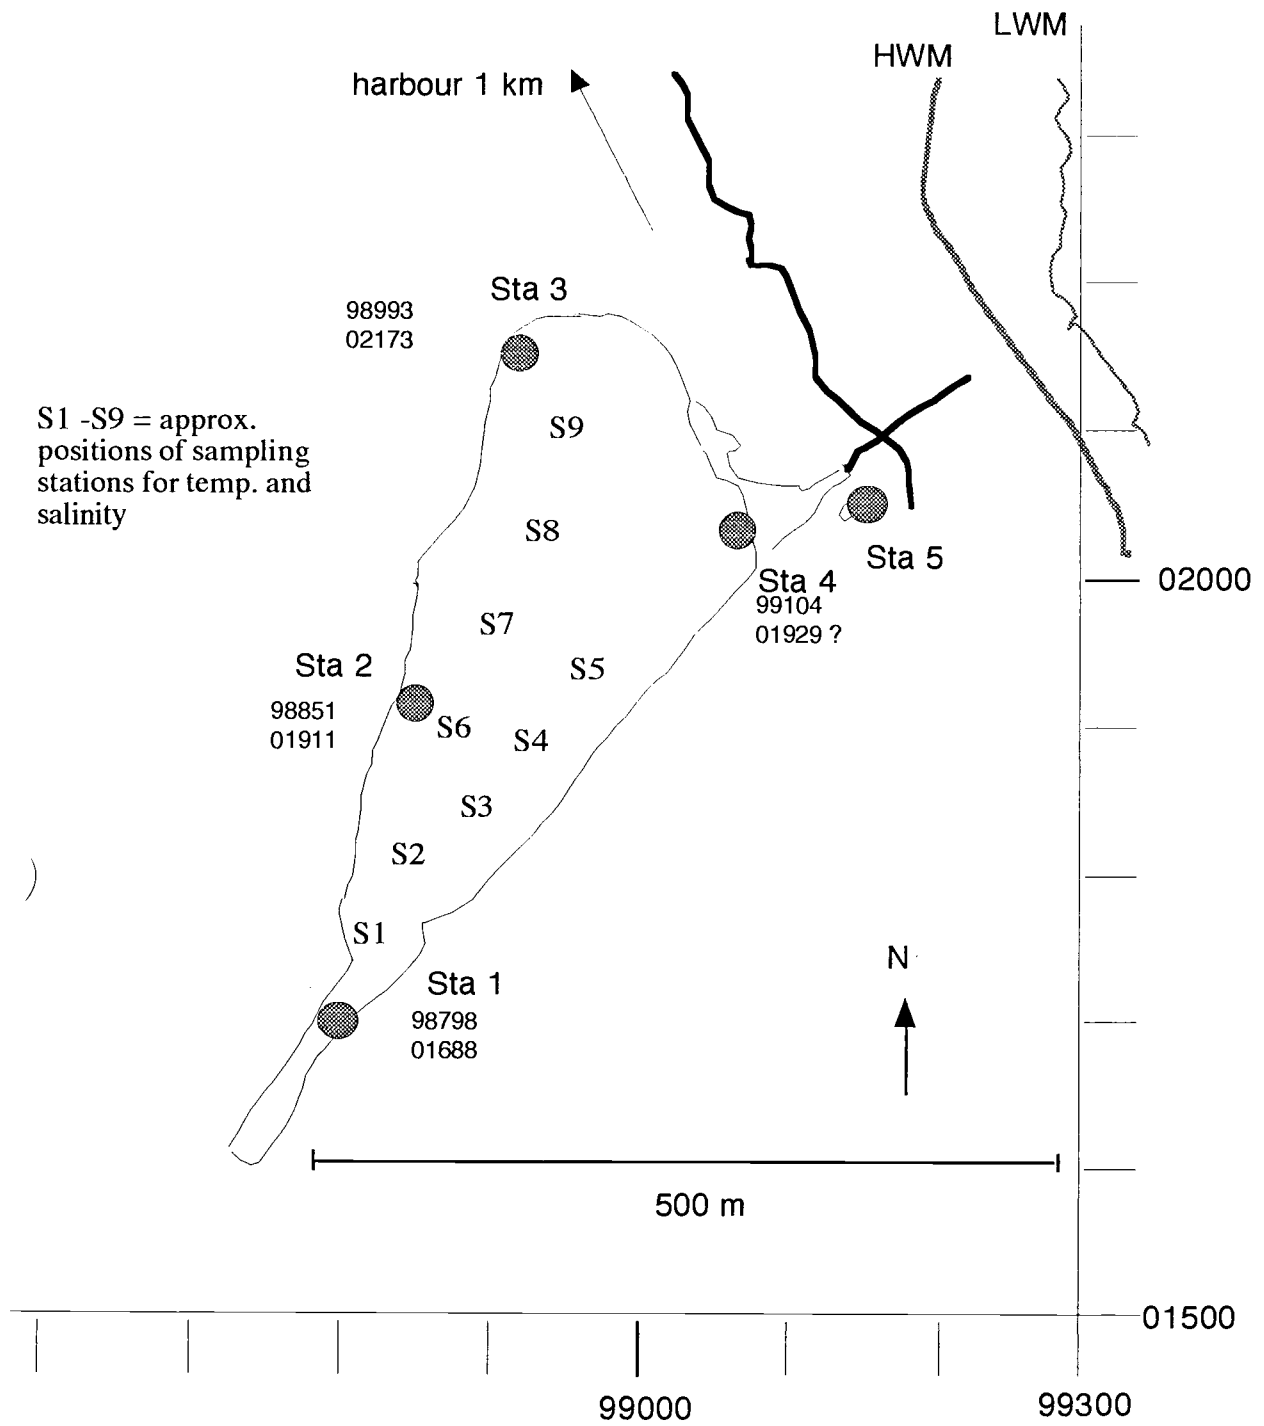 LWM
HWM
harbour 1 km
Sta 3
98993
02173
S1 -S9 = approx.
positions of sampling
stations for temp. and
salinity
S9
S8
Sta 5
02000
Sta 4
99104
01929 ?
S7
Sta 2
S5
98851
01911
S6
S4
S3
S2
S1
N
Sta 1
98798
01688
500 m
01500
99000
99300